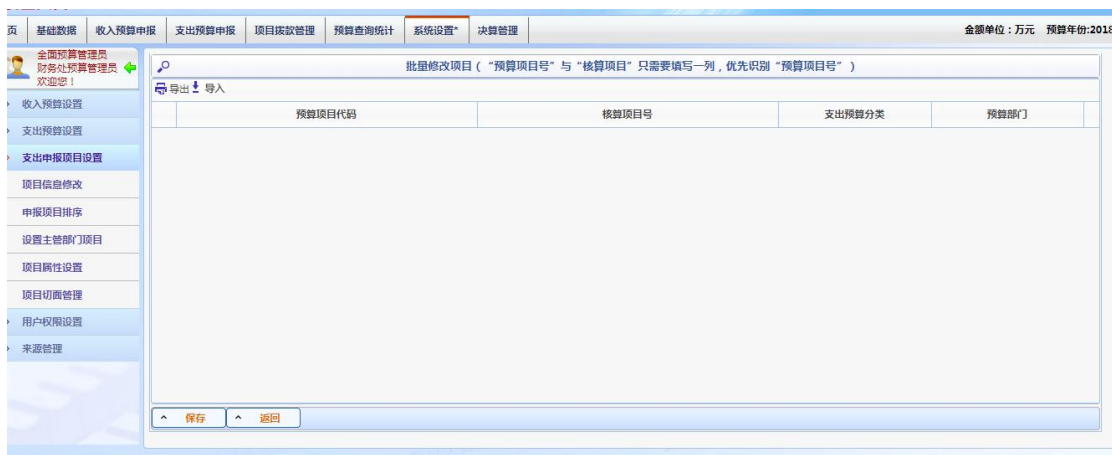 页 基础数据 收入预算申报 支出预算申报 项目拨款管理 预算查询统计 系统设置* 决算管理 金额单位：万元 预算年份:2018
全面预算管理员
财务处预算管理员
欢迎您！
收入预算设置
支出预算设置
支出申报项目设置
项目信息修改
申报项目排序
设置主管部门项目
项目属性设置
项目切面管理
用户权限设置
来源管理
批量修改项目（“预算项目号”与“核算项目”只需要填写一列，优先识别“预算项目号”）
导出 导入
预算项目代码 核算项目号 支出预算分类 预算部门
保存 返回